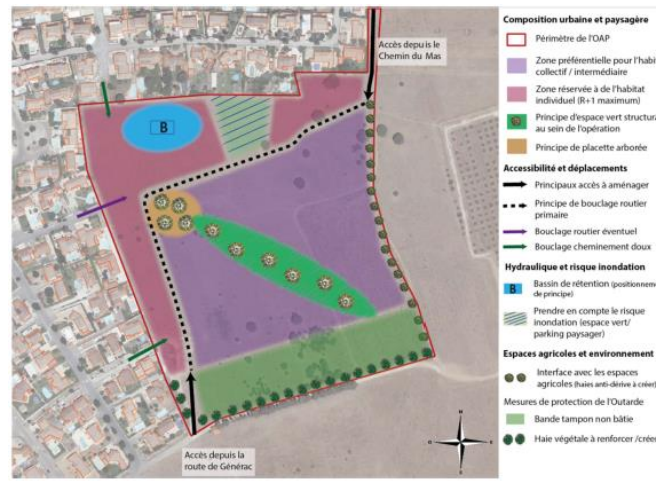 Accès depuis le
Chemin du Mas
B
Accès depuis la
route de Générac
N
Composition urbaine et paysagère
Périmètre de l'OAP
Zone préférentielle pour l'habi
collectif / intermédiaire
Zone réservée à de l'habitat
individuel (R+1 maximum)
Principe d'espace vert structura
au sein de l'opération
Principe de placette arborée
Accessibilité et déplacements
Principaux accès à aménager
Principe de bouclage routier
primaire
Bouclage routier éventuel
Bouclage cheminement doux
Hydraulique et risque inondation
B
Bassin de rétention (positionneme
de principe)
Prendre en compte le risque
inondation (espace vert/
parking paysager)
Espaces agricoles et environnement
Interface avec les espaces
agricoles (haies anti-dérive à créer)
Mesures de protection de l'Outarde
Bande tampon non bâtie
Haie végétale à renforcer /créer